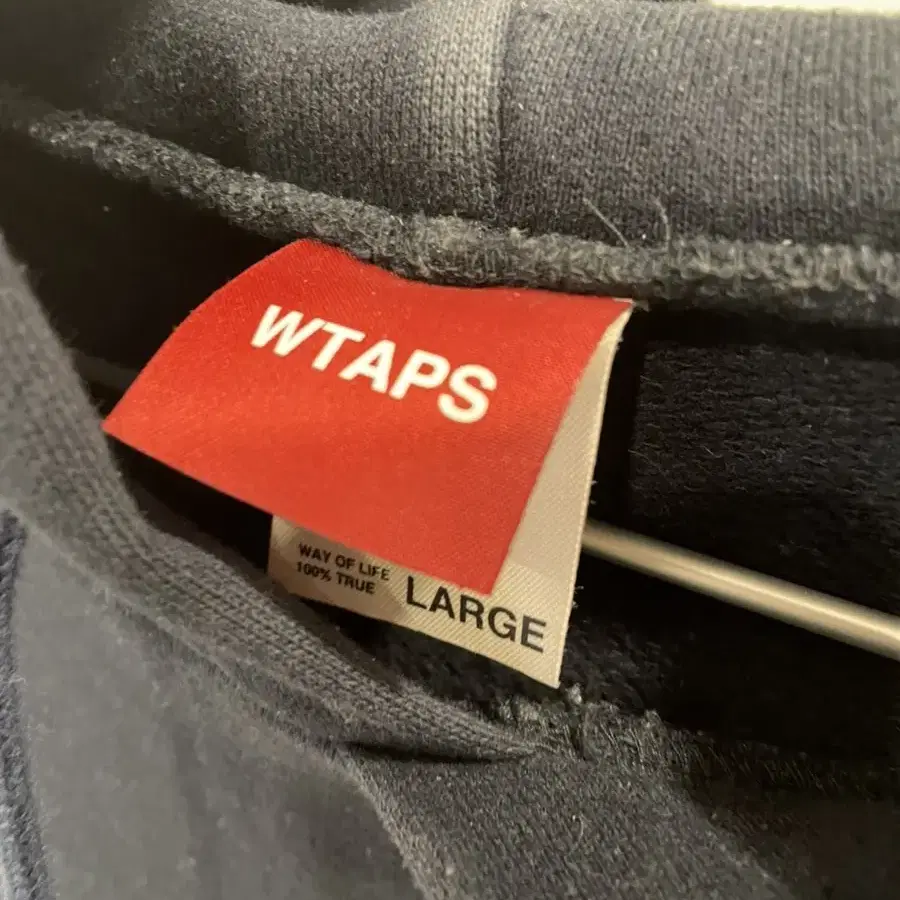 WTAPS
WAY OF LIFE
100% TRUE
LARGE